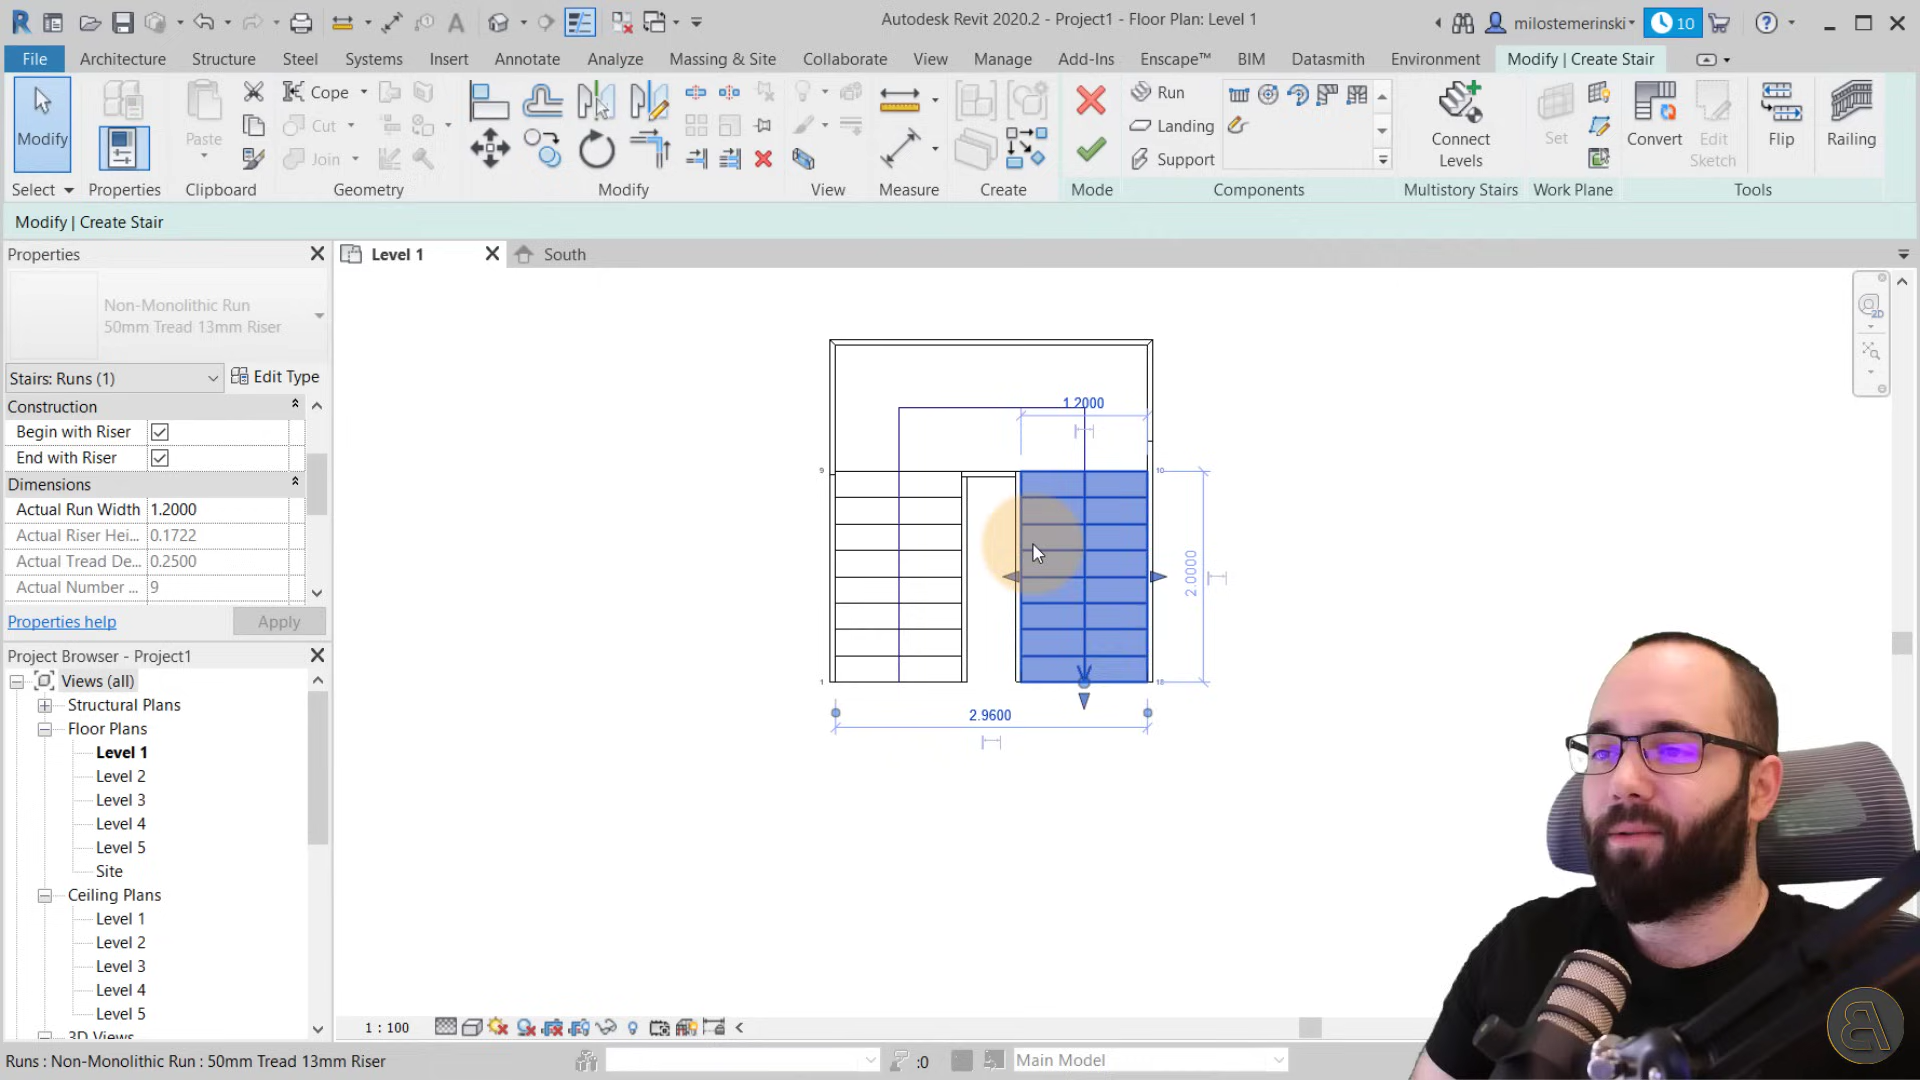 Autodesk Revit 2020.2 - Project1 - Floor Plan: Level 1
milostemerinski
10
File Architecture Structure Steel Systems Insert Annotate Analyze Massing & Site Collaborate View Manage Add-Ins Enscape™ BIM Datasmith Environment Modify | Create Stair
Modify
Paste
Cope
Cut
Join
Run
Landing
Support
Connect Levels
Set
Convert
Edit Sketch
Flip
Railing
Select Properties Clipboard Geometry Modify View Measure Create Mode Components Multistory Stairs Work Plane Tools
Modify | Create Stair
Properties
Level 1
South
Non-Monolithic Run
50mm Tread 13mm Riser
Stairs: Runs (1)
Edit Type
Construction
Begin with Riser
End with Riser
Dimensions
Actual Run Width 1.2000
Actual Riser Hei... 0.1722
Actual Tread De... 0.2500
Actual Number ... 9
Properties help
Apply
Project Browser - Project1
Views (all)
Structural Plans
Floor Plans
Level 1
Level 2
Level 3
Level 4
Level 5
Site
Ceiling Plans
Level 1
Level 2
Level 3
Level 4
Level 5
3D Views
1.2000
9
10
2.0000
1
18
2.9600
2D
1 : 100
Runs : Non-Monolithic Run : 50mm Tread 13mm Riser
:0
Main Model